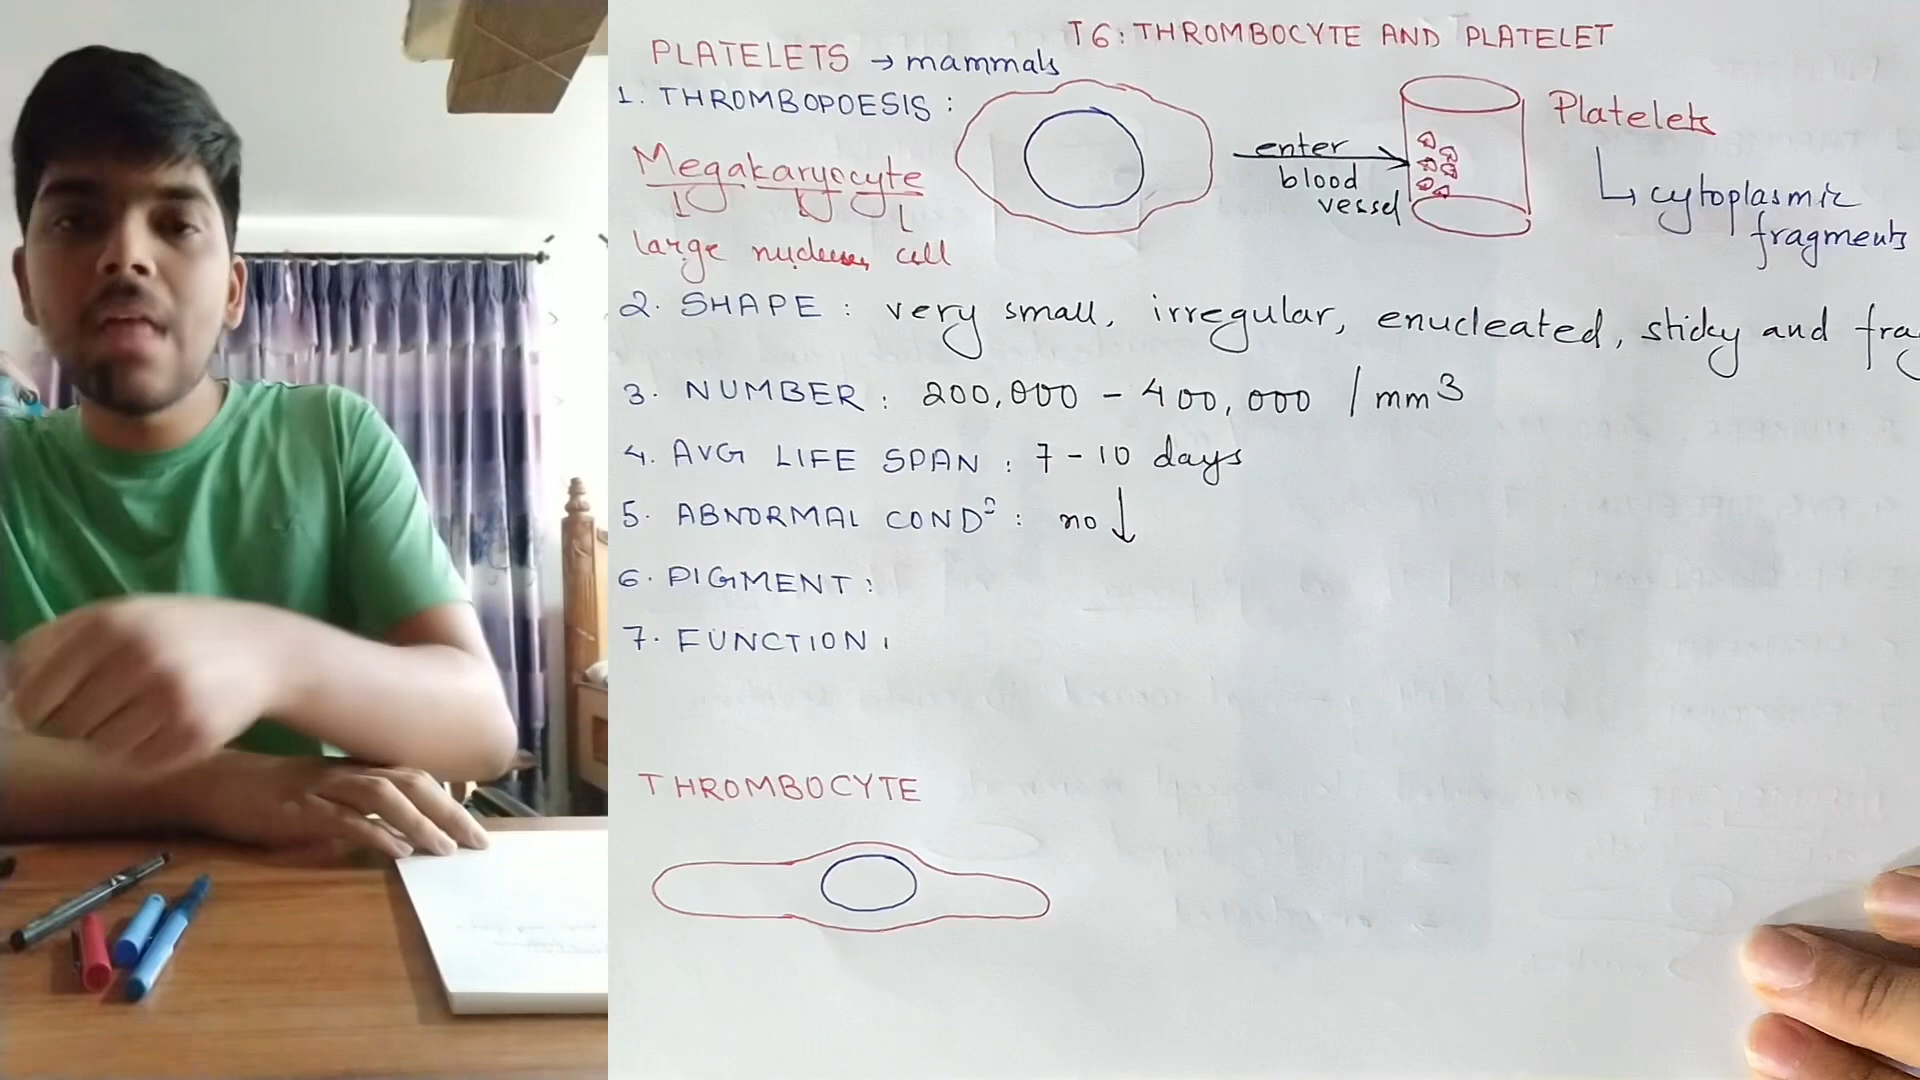 T6: THROMBOCYTE AND PLATELET
PLATELETS → mammals
1. THROMBOPOESIS :
Megakaryocyte
large nucleus cell
enter
blood
vessel
Platelets
cytoplasmic
fragments
2. SHAPE : very small, irregular, enucleated, sticky and frag
3. NUMBER : 200,000 - 400,000 / mm³
4. AVG LIFE SPAN : 7-10 days
5. ABNORMAL CONDⁿ : no ↓
6. PIGMENT :
7. FUNCTION :
THROMBOCYTE